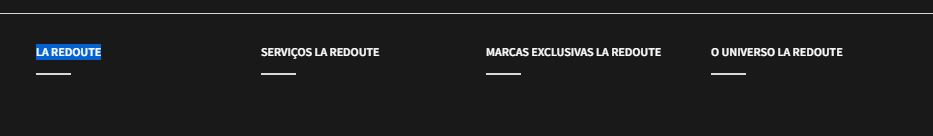 LA REDOUTE
SERVIÇOS LA REDOUTE
MARCAS EXCLUSIVAS LA REDOUTE
O UNIVERSO LA REDOUTE